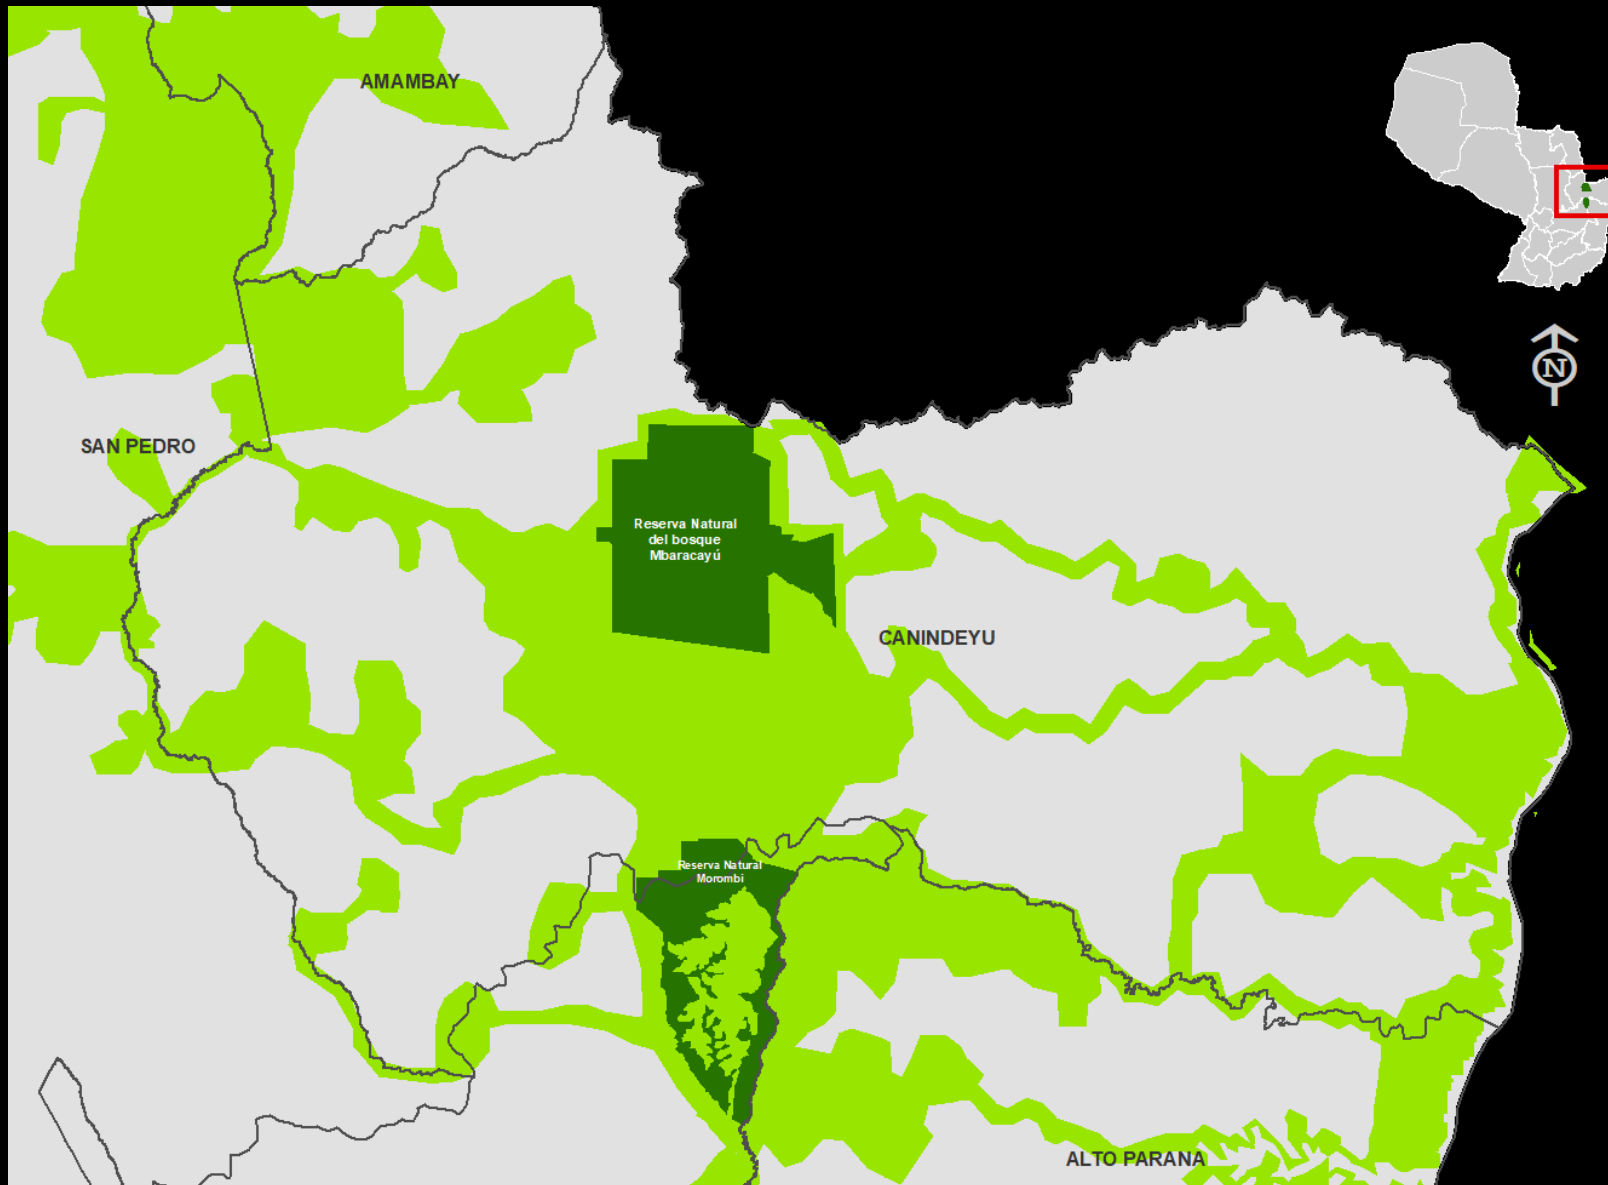 AMAMBAY
N
SAN PEDRO
Reserva Natural
del bosque
Mbaracayú
CANINDEYU
Reserva Natural
Morombi
ALTO PARANA